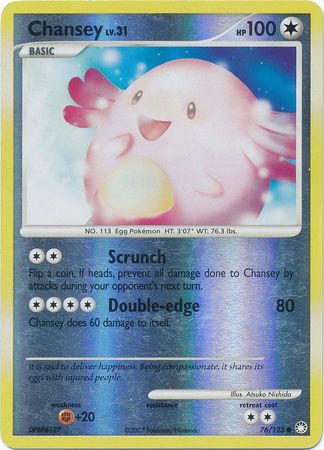 Chansey LV.31 HP 100
BASIC
NO. 113 Egg Pokémon HT: 3'07" WT: 76.3 lbs.
Scrunch
Flip a coin. If heads, prevent all damage done to Chansey by
attacks during your opponent's next turn.
Double-edge 80
Chansey does 60 damage to itself.
It is said to deliver happiness. Being compassionate, it shares its
eggs with injured people.
Illus. Atsuko Nishida
weakness resistance retreat cost
+20
DPBP#127 ©2007 Pokémon/Nintendo 76/123